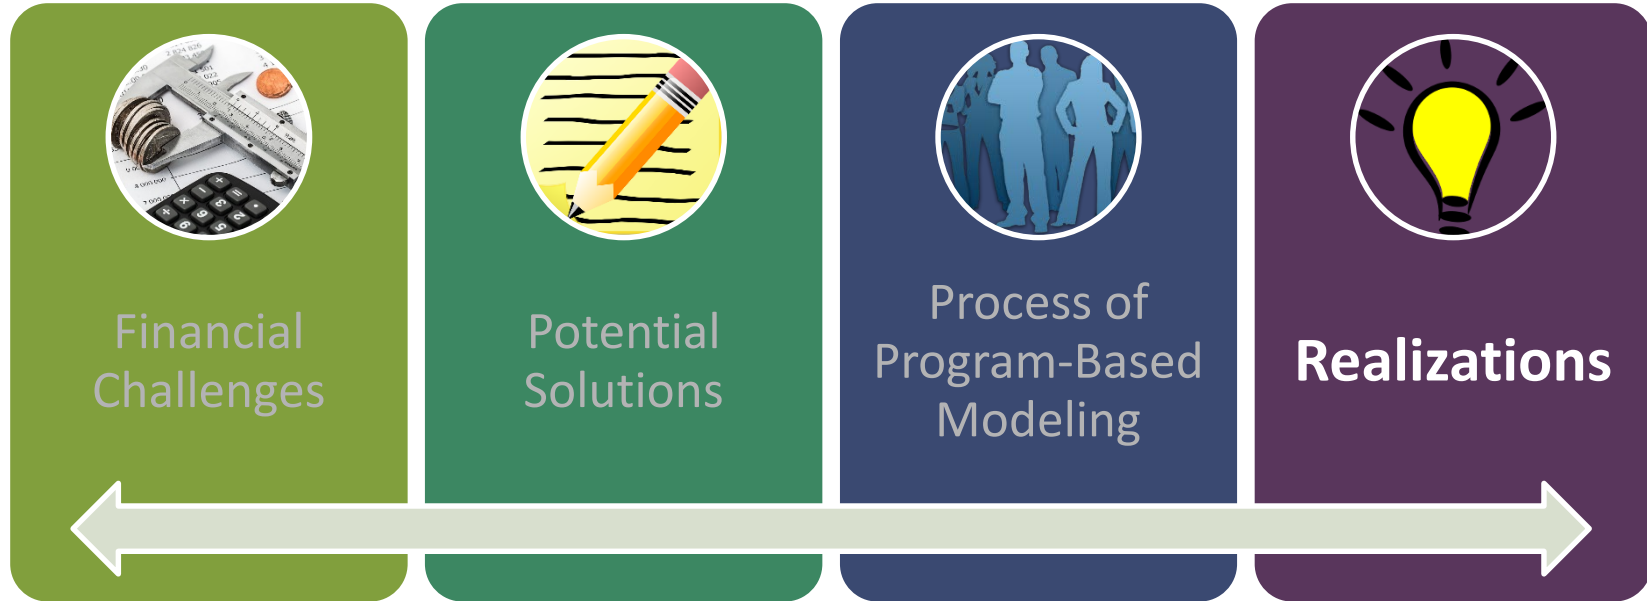 Financial
Challenges
Potential
Solutions
Process of
Program-Based
Modeling
Realizations